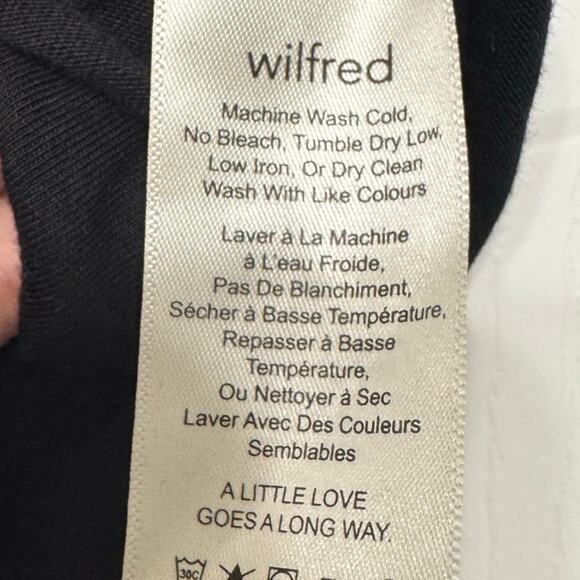 wilfred
Machine Wash Cold,
No Bleach, Tumble Dry Low,
Low Iron, Or Dry Clean
Wash With Like Colours
Laver à La Machine
à L'eau Froide,
Pas De Blanchiment,
Sécher à Basse Température,
Repasser à Basse
Température,
Ou Nettoyer à Sec
Laver Avec Des Couleurs
Semblables
A LITTLE LOVE
GOES A LONG WAY.
30C